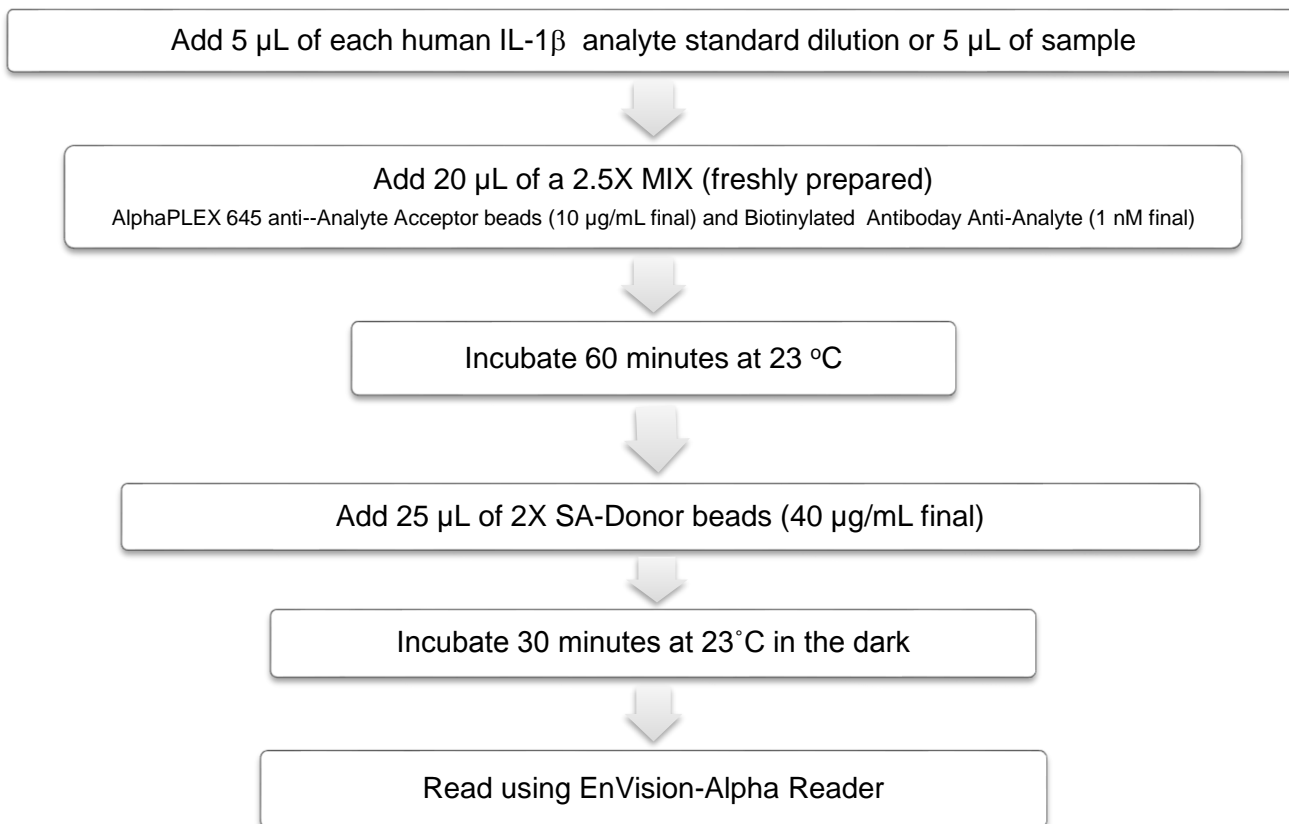 Add 5 µL of each human IL-1β analyte standard dilution or 5 µL of sample
Add 20 µL of a 2.5X MIX (freshly prepared)
AlphaPLEX 645 anti--Analyte Acceptor beads (10 µg/mL final) and Biotinylated Antiboday Anti-Analyte (1 nM final)
Incubate 60 minutes at 23 ºC
Add 25 µL of 2X SA-Donor beads (40 µg/mL final)
Incubate 30 minutes at 23˚C in the dark
Read using EnVision-Alpha Reader